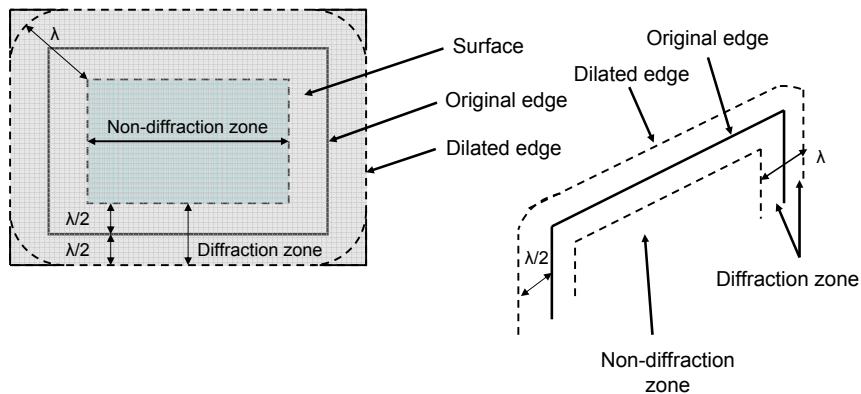 λ
Surface
Original edge
Non-diffraction zone
Dilated edge
λ/2
λ/2
Diffraction zone
Original edge
Dilated edge
λ
λ/2
Diffraction zone
Non-diffraction
zone